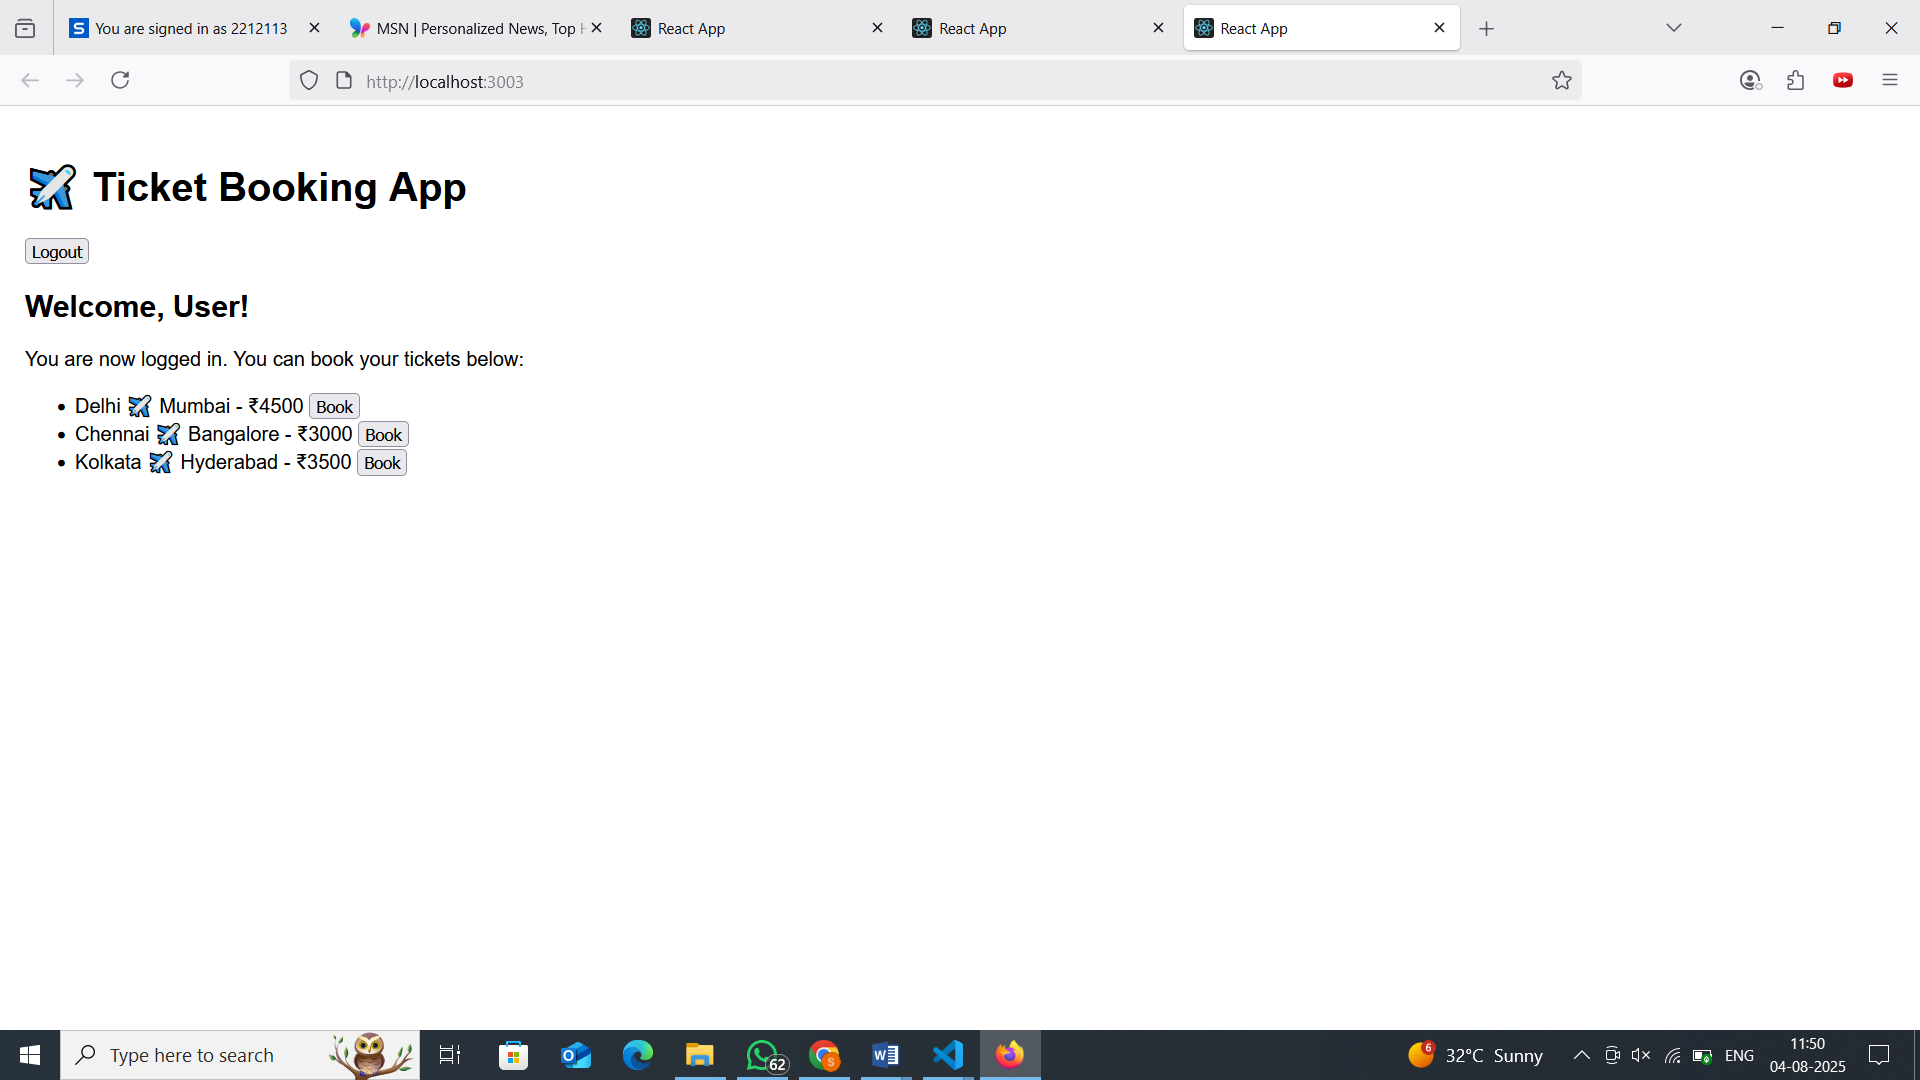 You are signed in as 2212113
MSN | Personalized News, Top H
React App
React App
React App
http://localhost:3003
✈️ Ticket Booking App
Logout
Welcome, User!
You are now logged in. You can book your tickets below:
• Delhi ✈️ Mumbai - ₹4500 Book
• Chennai ✈️ Bangalore - ₹3000 Book
• Kolkata ✈️ Hyderabad - ₹3500 Book
Type here to search
62
6
32°C Sunny
ENG
11:50
04-08-2025